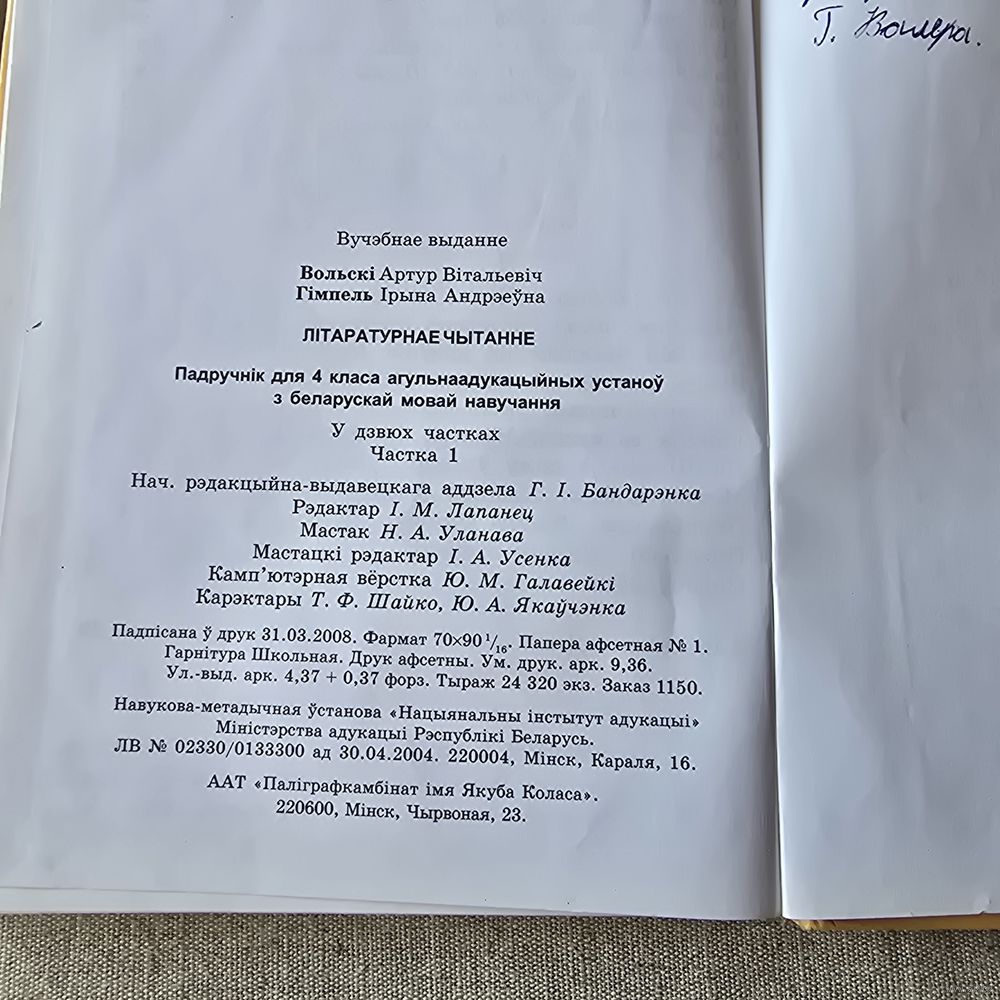 Вучэбнае выданне
Вольскі Артур Вітальевіч
Гімпель Ірына Андрэеўна
ЛІТАРАТУРНАЕ ЧЫТАННЕ
Падручнік для 4 класа агульнаадукацыйных устаноў
з беларускай мовай навучання
У дзвюх частках
Частка 1
Нач. рэдакцыйна-выдавецкага аддзела Г. І. Бандарэнка
Рэдактар І. М. Лапанец
Мастак Н. А. Уланава
Мастацкі рэдактар І. А. Усенка
Камп’ютэрная вёрстка Ю. М. Галавейкі
Карэктары Т. Ф. Шайко, Ю. А. Якаўчэнка
Падпісана ў друк 31.03.2008. Фармат 70×90 1/16. Папера афсетная № 1.
Гарнітура Школьная. Друк афсетны. Ум. друк. арк. 9,36.
Ул.-выд. арк. 4,37 + 0,37 форз. Тыраж 24 320 экз. Заказ 1150.
Навукова-метадычная ўстанова «Нацыянальны інстытут адукацыі»
Міністэрства адукацыі Рэспублікі Беларусь.
ЛВ № 02330/0133300 ад 30.04.2004. 220004, Мінск, Караля, 16.
ААТ «Паліграфкамбінат імя Якуба Коласа».
220600, Мінск, Чырвоная, 23.
Г.